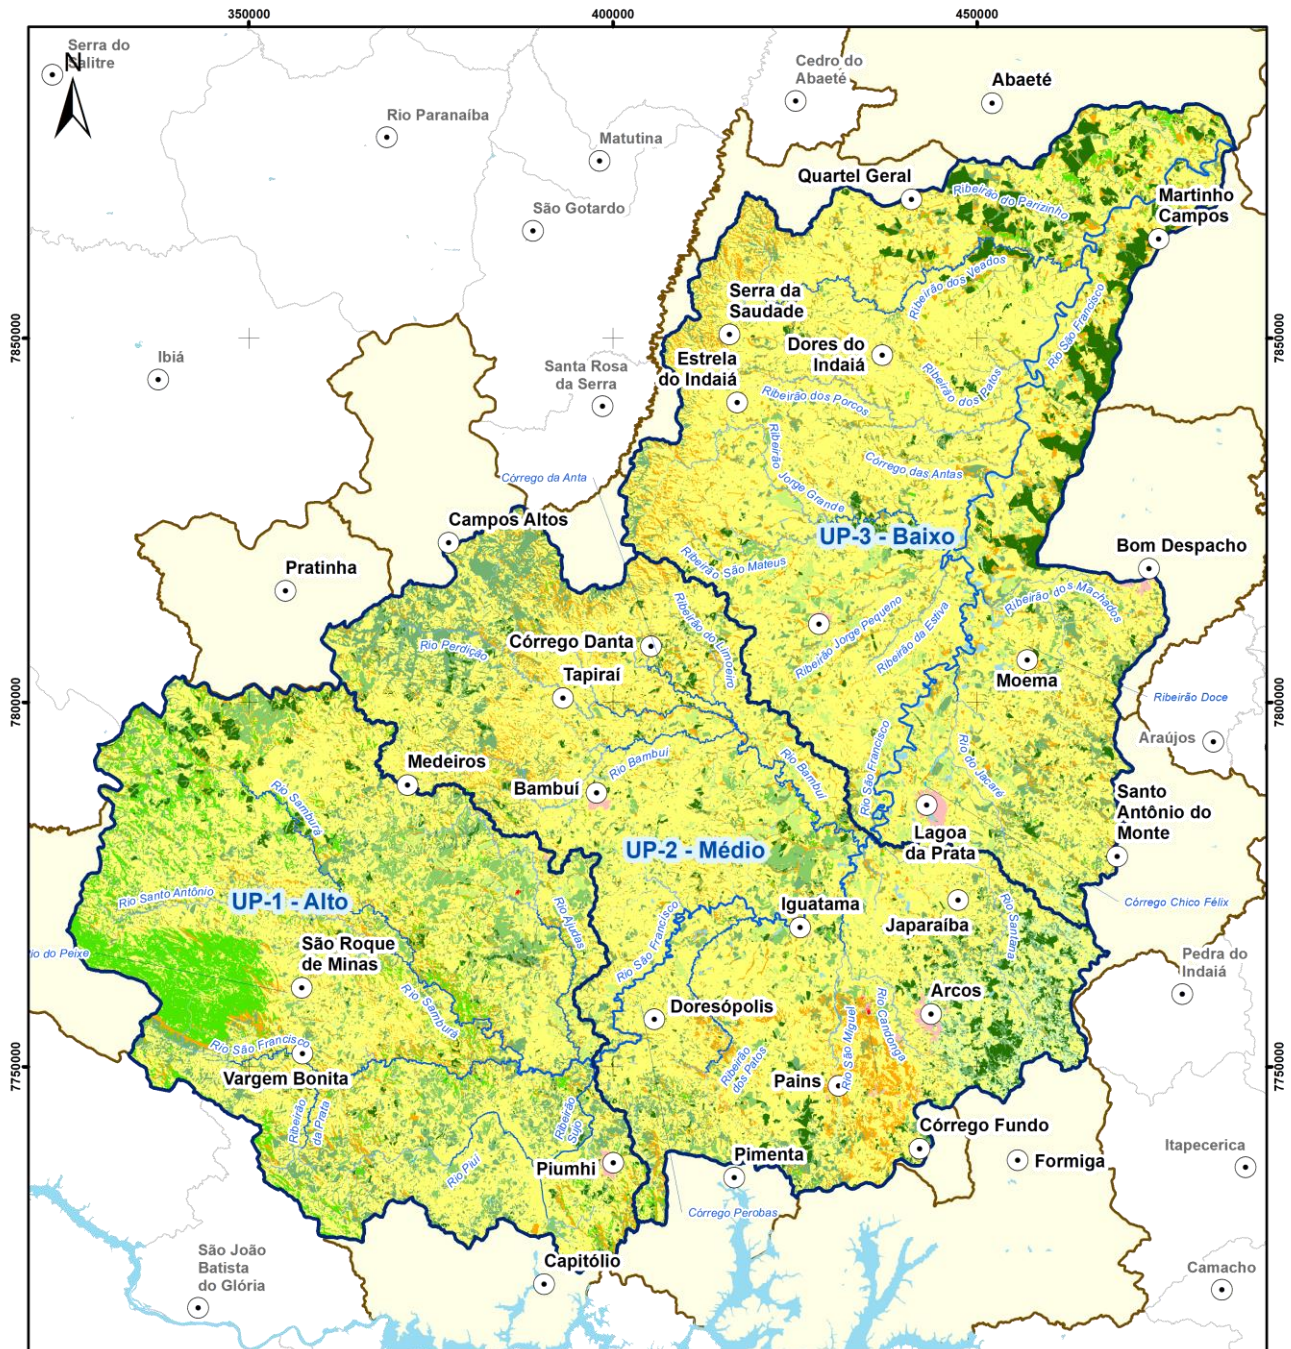 350000
400000
450000
Serra do
Salitre
N
Cedro do
Abaeté
Abaeté
Rio Paranaíba
Matutina
Quartel Geral
Ribeirão do Parizinho
Martinho
Campos
São Gotardo
Ribeirão dos Veados
Serra da
Saudade
Rio São Francisco
7850000
7850000
Ibiá
Dores do
Indaiá
Estrela
do Indaiá
Santa Rosa
da Serra
Ribeirão dos Patos
Ribeirão dos Porcos
Ribeirão Jorge Grande
Córrego das Antas
Córrego da Anta
Campos Altos
UP-3 - Baixo
Bom Despacho
Pratinha
Ribeirão São Mateus
Ribeirão dos Machados
Ribeirão do Limoeiro
Ribeirão Jorge Pequeno
Ribeirão da Estiva
Rio Perdição
Córrego Danta
Tapiraí
Moema
Ribeirão Doce
7800000
7800000
Araújos
Rio São Francisco
Rio do Jacaré
Medeiros
Rio Bambuí
Rio Bambuí
Bambuí
Santo
Antônio do
Monte
Rio Samburá
Lagoa
da Prata
UP-2 - Médio
Rio Santo Antônio
UP-1 - Alto
Iguatama
Japaraíba
Córrego Chico Félix
Rio Ajudas
Rio São Francisco
Rio Santana
São Roque
de Minas
io do Peixe
Pedra do
Indaiá
Rio Samburá
Arcos
Doresópolis
Rio São Miguel
Rio Candonga
Rio São Francisco
7750000
7750000
Vargem Bonita
Ribeirão
dos Patos
Pains
Ribeirão
da Prata
Ribeirão
Sujo
Córrego Fundo
Rio Piuí
Piumhi
Pimenta
Formiga
Itapecerica
Córrego Perobas
São João
Batista
do Glória
Capitólio
Camacho